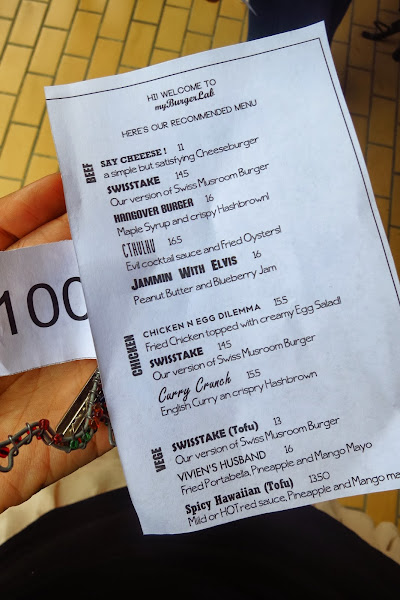 HI! WELCOME TO
myBurgerLab
HERE'S OUR RECOMMENDED MENU
BEEF
SAY CHEEESE! 11
a simple but satisfying Cheeseburger
SWISSTAKE 14.5
Our version of Swiss Musroom Burger
HANGOVER BURGER 16
Maple Syrup and crispy Hashbrown!
CTHULHU 16.5
Evil cocktail sauce and Fried Oysters!
JAMMIN WITH ELVIS 16
Peanut Butter and Blueberry Jam
CHICKEN
CHICKEN N EGG DILEMMA 15.5
Fried Chicken topped with creamy Egg Salad!
SWISSTAKE 14.5
Our version of Swiss Musroom Burger
Curry Crunch 15.5
English Curry an crispry Hashbrown
VEGE
SWISSTAKE (Tofu) 13
Our version of Swiss Musroom Burger
VIVIEN'S HUSBAND 16
Fried Portabella, Pineapple and Mango Mayo
Spicy Hawaiian (Tofu) 13.50
Mild or HOT red sauce, Pineapple and Mango ma
100